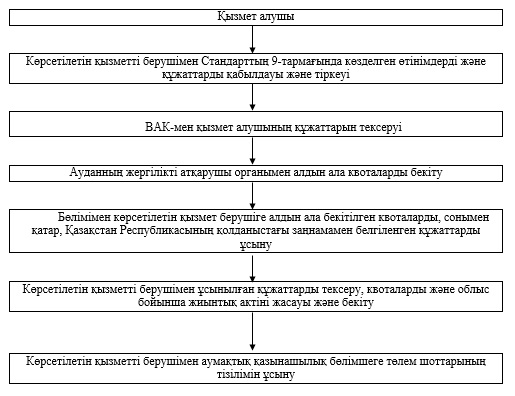 Қызмет алушы
Көрсетілетін қызметті берушімен Стандарттың 9-тармағында көзделген өтінімдерді және
құжаттарды қабылдауы және тіркеуі
ВАК-мен қызмет алушының құжаттарын тексеруі
Ауданның жергілікті атқарушы органымен алдын ала квоталарды бекіту
Бөлімімен көрсетілетін қызмет берушіге алдын ала бекітілген квоталарды, сонымен
қатар, Қазақстан Республикасының қолданыстағы заңнамамен белгіленген құжаттарды
ұсыну
Көрсетілетін қызметті берушімен ұсынылған құжаттарды тексеру, квоталарды және облыс
бойынша жиынтық актіні жасауы және бекіту
Көрсетілетін қызметті берушімен аумақтық қазынашылық бөлімшеге төлем шоттарының
тізілімін ұсыну